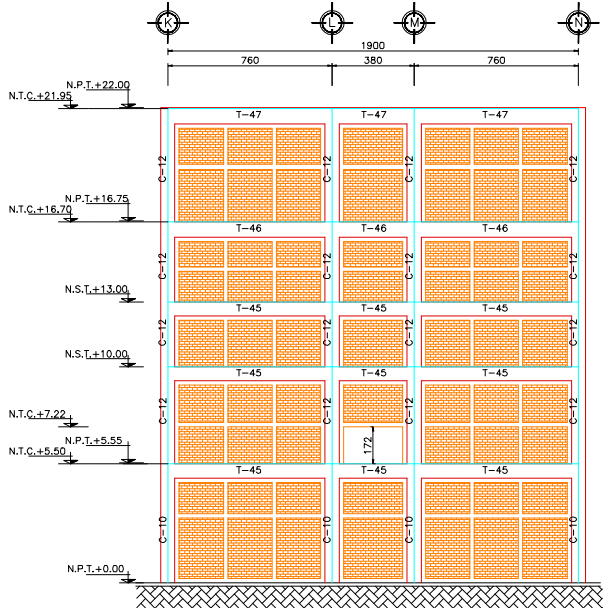 K L M N
1900
760 380 760
N.P.T.+22.00
N.T.C.+21.95
T-47 T-47 T-47
C-12 C-12 C-12 C-12
N.P.T.+16.75
N.T.C.+16.70
T-46 T-46 T-46
C-12 C-12 C-12 C-12
N.S.T.+13.00
T-45 T-45 T-45
C-12 C-12 C-12 C-12
N.S.T.+10.00
T-45 T-45 T-45
C-12 C-12 C-12 C-12
N.T.C.+7.22
172
N.P.T.+5.55
N.T.C.+5.50
T-45 T-45 T-45
C-10 C-10 C-10 C-10
N.P.T.+0.00